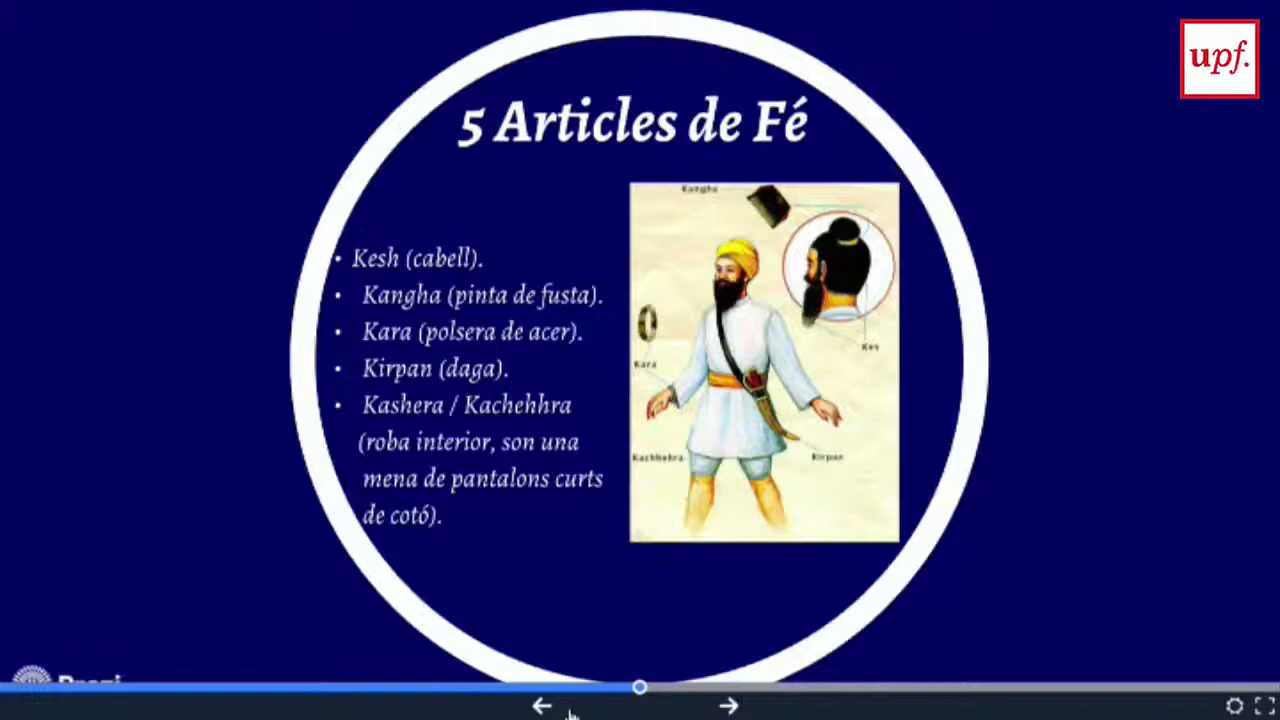 upf.
5 Articles de Fé
• Kesh (cabell).
• Kangha (pinta de fusta).
• Kara (polsera de acer).
• Kirpan (daga).
• Kashera / Kachehhra
(roba interior, son una
mena de pantalons curts
de cotó).
Kangha
Kara
Kirpan
Prezi